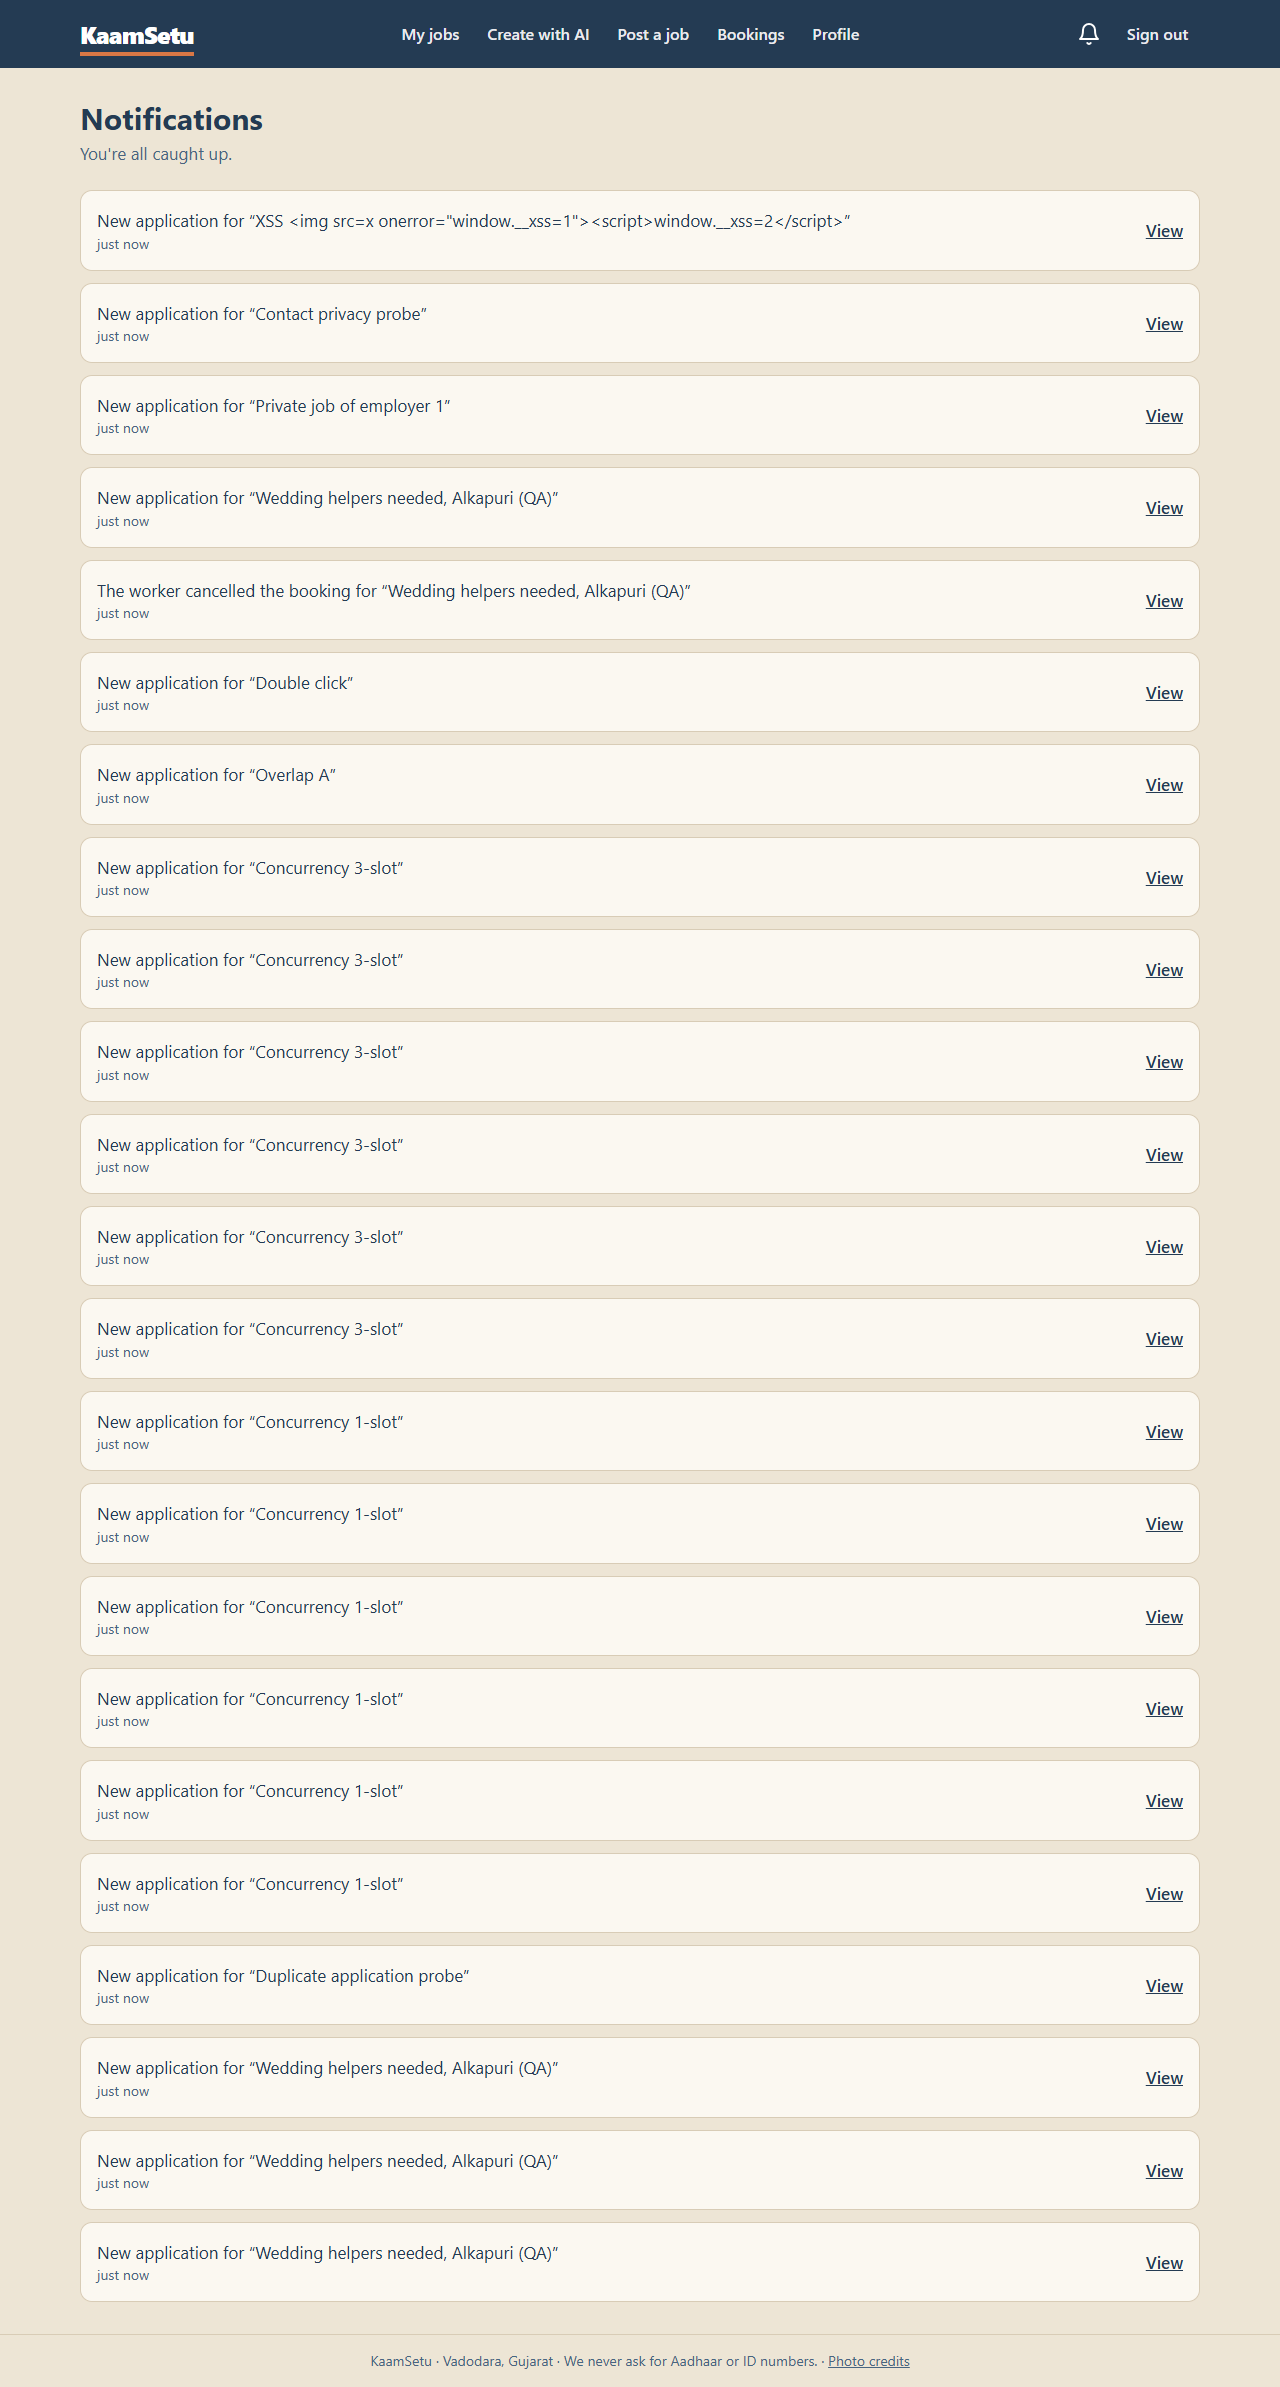 KaamSetu
My jobs
Create with AI
Post a job
Bookings
Profile
Sign out
Notifications
You're all caught up.
New application for “XSS <img src=x onerror="window.__xss=1"><script>window.__xss=2</script>”
just now
View
New application for “Contact privacy probe”
just now
View
New application for “Private job of employer 1”
just now
View
New application for “Wedding helpers needed, Alkapuri (QA)”
just now
View
The worker cancelled the booking for “Wedding helpers needed, Alkapuri (QA)”
just now
View
New application for “Double click”
just now
View
New application for “Overlap A”
just now
View
New application for “Concurrency 3-slot”
just now
View
New application for “Concurrency 3-slot”
just now
View
New application for “Concurrency 3-slot”
just now
View
New application for “Concurrency 3-slot”
just now
View
New application for “Concurrency 3-slot”
just now
View
New application for “Concurrency 3-slot”
just now
View
New application for “Concurrency 1-slot”
just now
View
New application for “Concurrency 1-slot”
just now
View
New application for “Concurrency 1-slot”
just now
View
New application for “Concurrency 1-slot”
just now
View
New application for “Concurrency 1-slot”
just now
View
New application for “Concurrency 1-slot”
just now
View
New application for “Duplicate application probe”
just now
View
New application for “Wedding helpers needed, Alkapuri (QA)”
just now
View
New application for “Wedding helpers needed, Alkapuri (QA)”
just now
View
New application for “Wedding helpers needed, Alkapuri (QA)”
just now
View
KaamSetu · Vadodara, Gujarat · We never ask for Aadhaar or ID numbers. · Photo credits